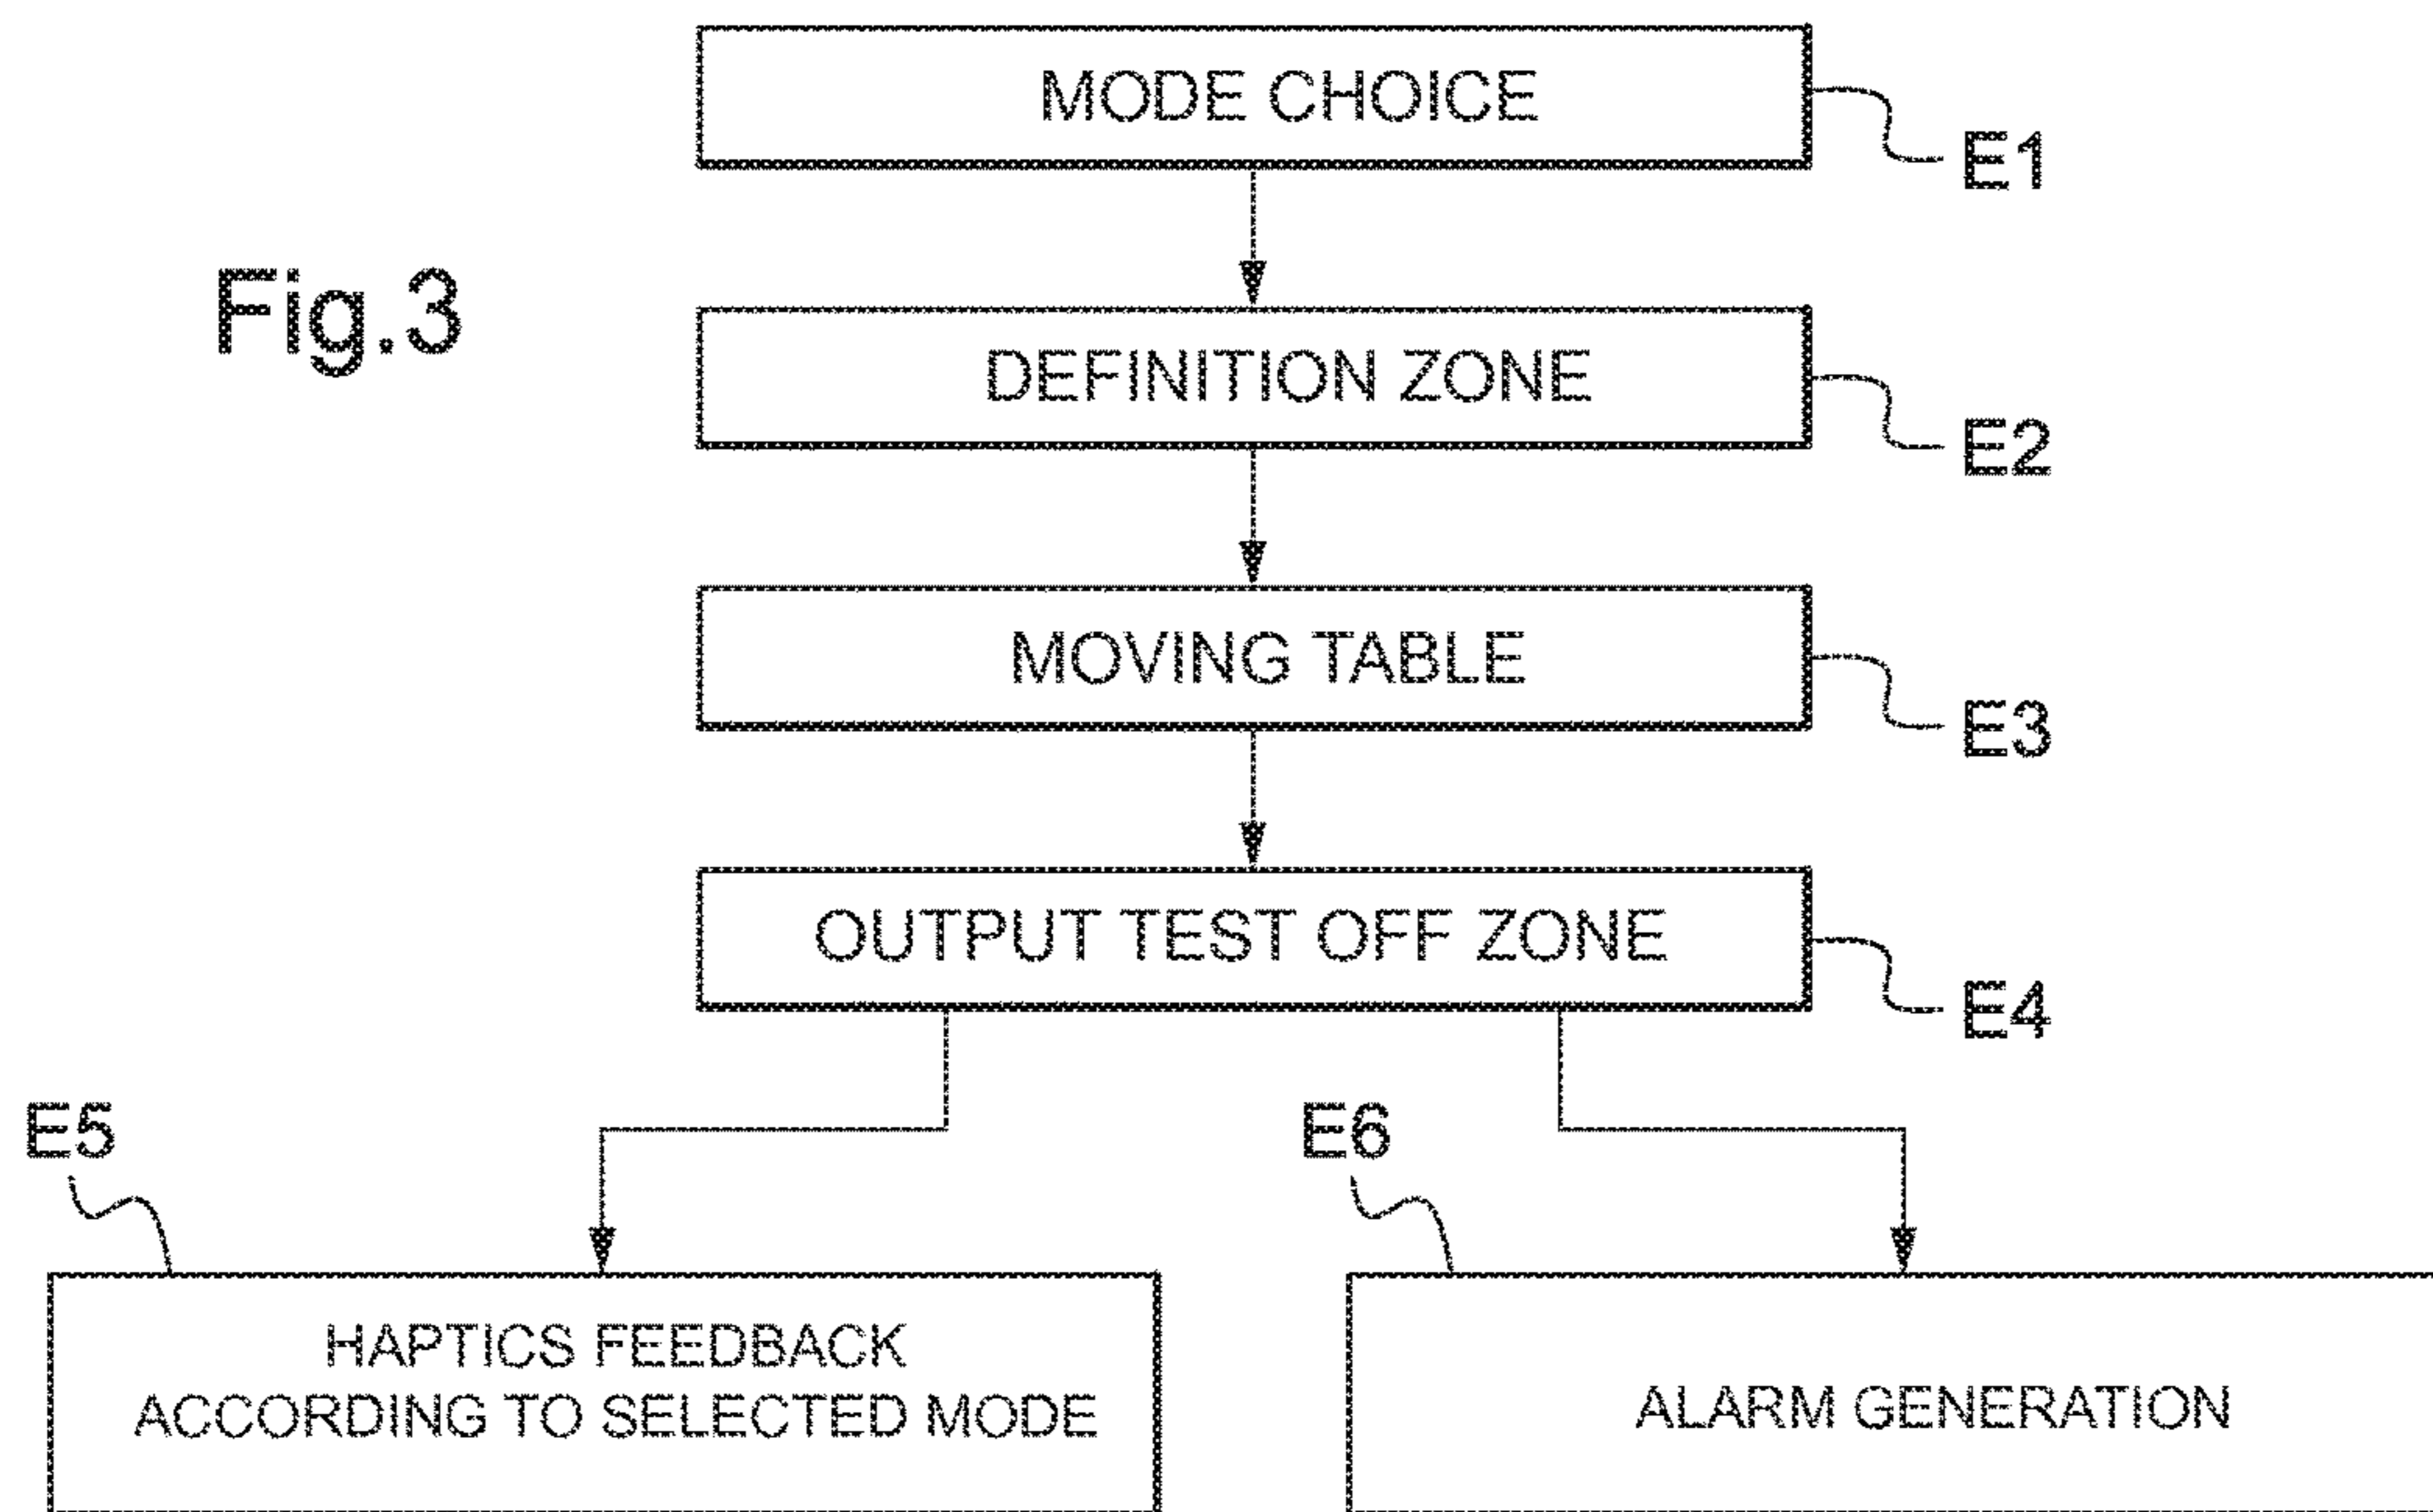 MODE CHOICE
E1
Fig.3
DEFINITION ZONE
E2
MOVING TABLE
E3
OUTPUT TEST OFF ZONE
E4
E5
E6
HAPTICS FEEDBACK
ACCORDING TO SELECTED MODE
ALARM GENERATION